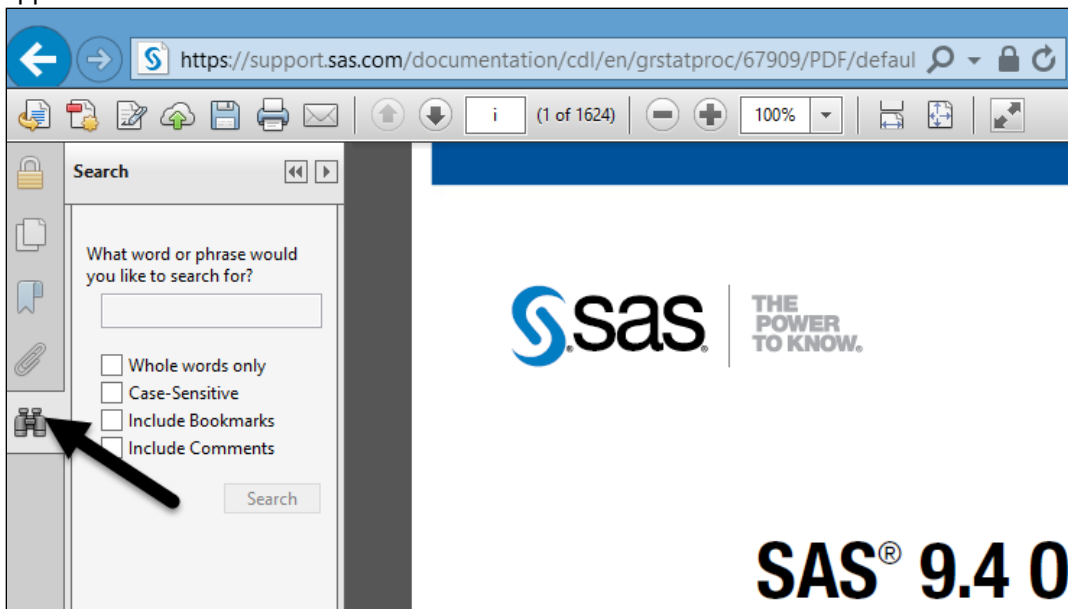 https://support.sas.com/documentation/cdl/en/grstatproc/67909/PDF/defaul
i (1 of 1624) 100%
Search
What word or phrase would
you like to search for?
Whole words only
Case-Sensitive
Include Bookmarks
Include Comments
Search
sas
THE
POWER
TO KNOW®
SAS® 9.4 O